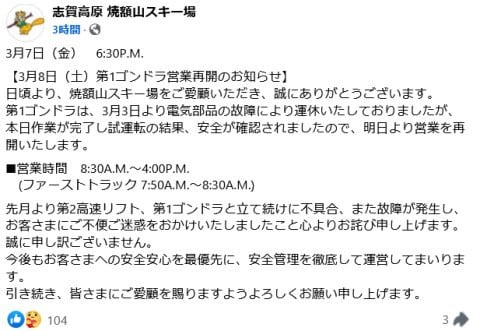 志賀高原 焼額山スキー場
3時間・
3月7日（金）　6:30P.M.
【3月8日（土）第1ゴンドラ営業再開のお知らせ】
日頃より、焼額山スキー場をご愛顧いただき、誠にありがとうございます。
第1ゴンドラは、3月3日より電気部品の故障により運休いたしておりましたが、
本日作業が完了し試運転の結果、安全が確認されましたので、明日より営業を再
開いたします。
■営業時間　8:30A.M.～4:00P.M.
（ファーストトラック 7:50A.M.～8:30A.M.）
先月より第2高速リフト、第1ゴンドラと立て続けに不具合、また故障が発生し、
お客さまにご不便ご迷惑をおかけいたしましたこと心よりお詫び申し上げます。
誠に申し訳ございません。
今後もお客さまへの安全安心を最優先に、安全管理を徹底して運営してまいりま
す。
引き続き、皆さまにご愛顧を賜りますようよろしくお願い申し上げます。
104
3